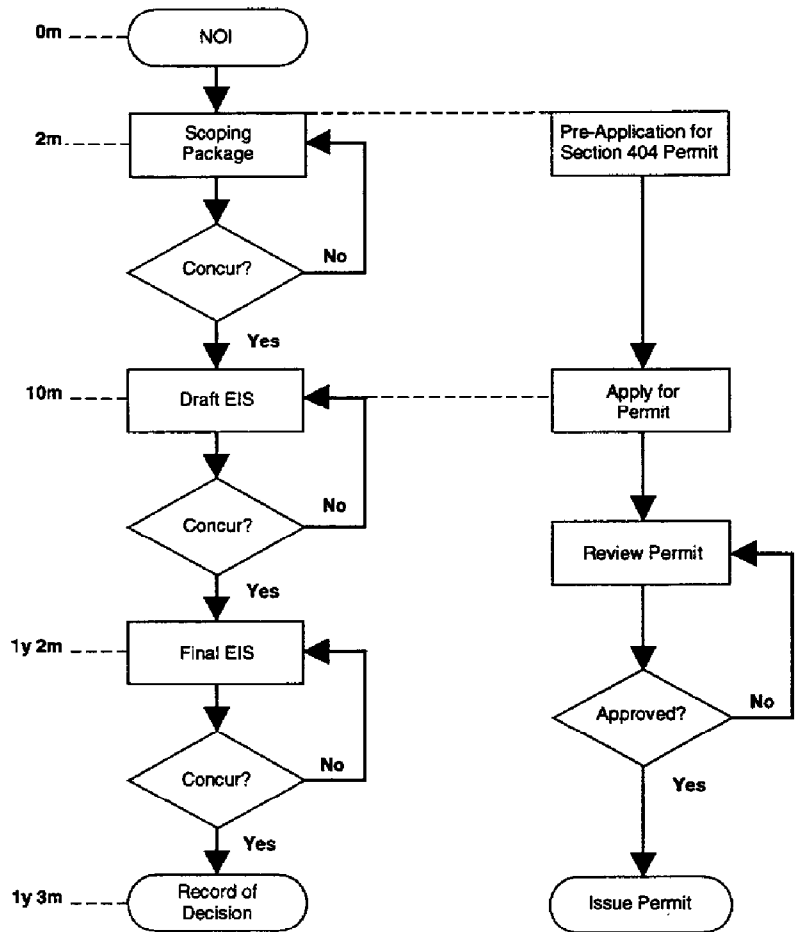 0m
NOI
2m
Scoping
Package
Pre-Application for
Section 404 Permit
Concur?
No
Yes
10m
Draft EIS
Apply for
Permit
Concur?
No
Yes
Review Permit
1y 2m
Final EIS
Approved?
No
Concur?
No
Yes
Yes
1y 3m
Record of
Decision
Issue Permit